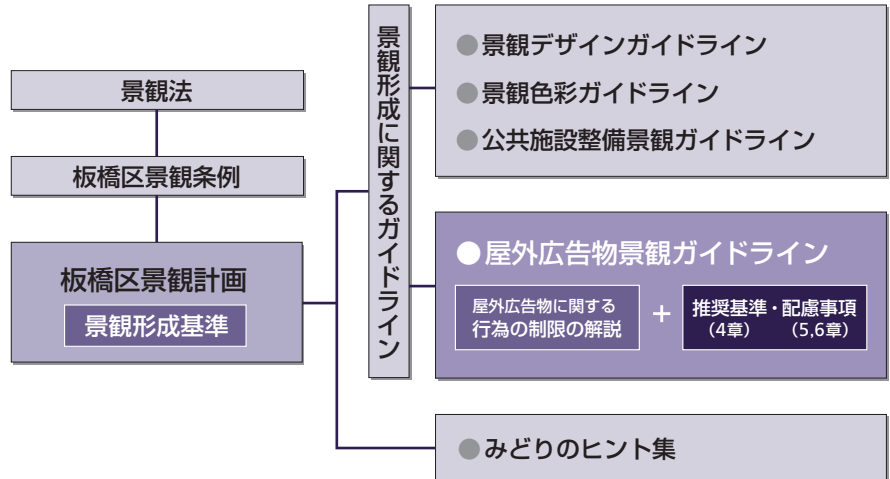 景観法
板橋区景観条例
板橋区景観計画
景観形成基準
景観形成に関するガイドライン
●景観デザインガイドライン
●景観色彩ガイドライン
●公共施設整備景観ガイドライン
●屋外広告物景観ガイドライン
屋外広告物に関する
行為の制限の解説
+
推奨基準・配慮事項
(4章) (5,6章)
●みどりのヒント集